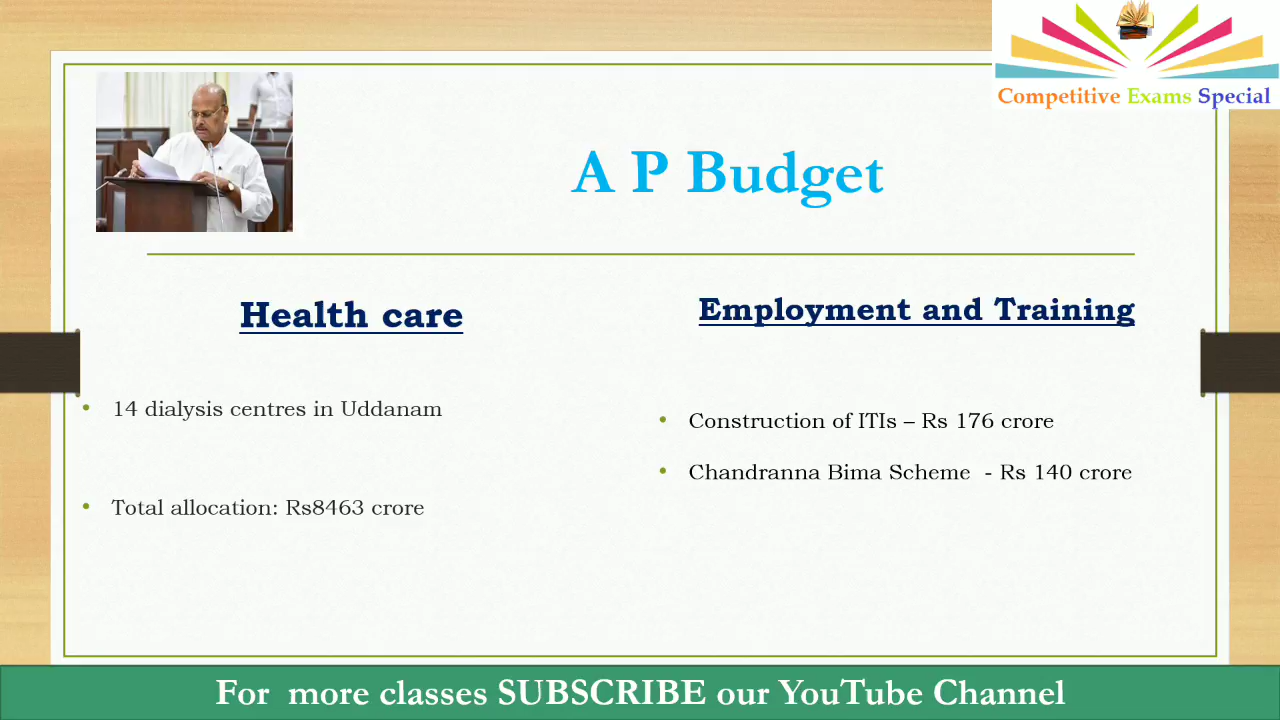 Competitive Exams Special
A P Budget
Health care
• 14 dialysis centres in Uddanam
• Total allocation: Rs8463 crore
Employment and Training
• Construction of ITIs – Rs 176 crore
• Chandranna Bima Scheme - Rs 140 crore
For more classes SUBSCRIBE our YouTube Channel